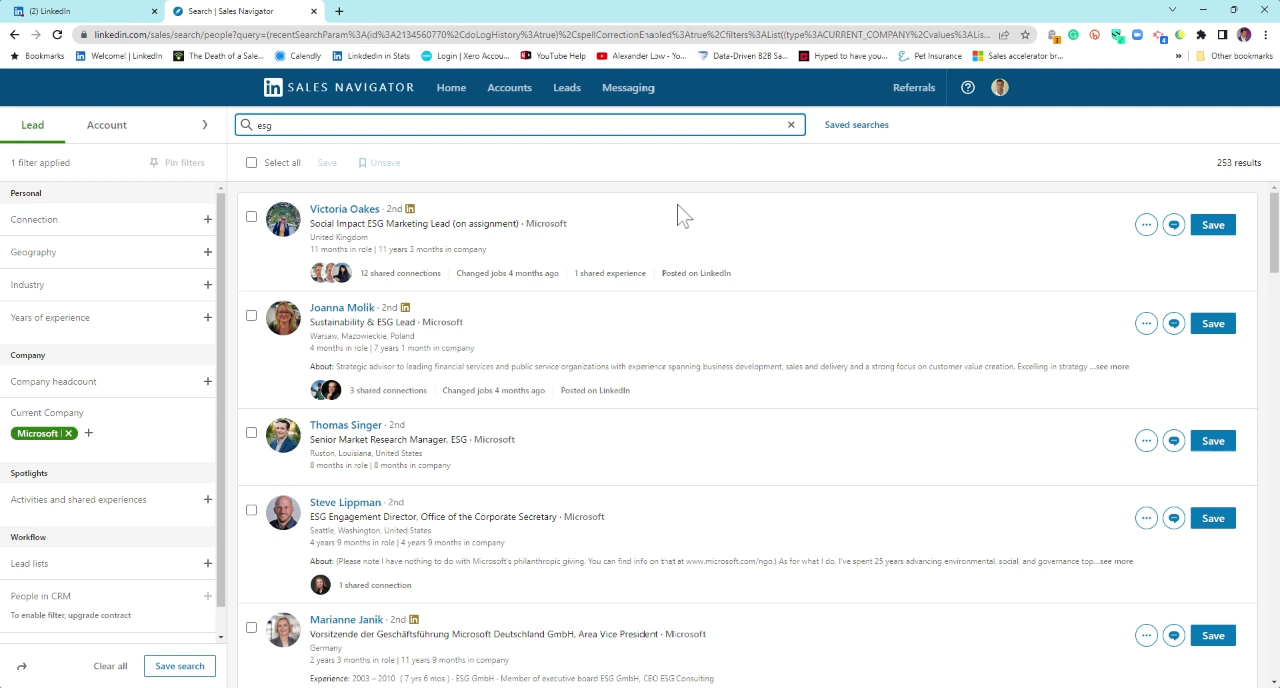 (2) LinkedIn
Search | Sales Navigator
linkedin.com/sales/search/people?query=(recentSearchParam%3A(id%3A2134560770%2CdoLogHistory%3Atrue)%2CspellCorrectionEnabled%3Atrue%2Cfilters%3AList((type%3ACURRENT_COMPANY%2Cvalues%3ALis...
Bookmarks
Welcome! | LinkedIn
The Death of a Sale...
Calendly
Linkdedin in Stats
Login | Xero Accou...
YouTube Help
Alexander Low - Yo...
Data-Driven B2B Sa...
Hyped to have you...
Pet Insurance
Sales accelerator br...
»
Other bookmarks
in SALES NAVIGATOR
Home
Accounts
Leads
Messaging
Referrals
Lead
Account
esg
Saved searches
1 filter applied
Pin filters
Select all
Save
Unsave
253 results
Personal
Connection
Geography
Industry
Years of experience
Company
Company headcount
Current Company
Microsoft
Spotlights
Activities and shared experiences
Workflow
Lead lists
People in CRM
To enable filter, upgrade contract
Clear all
Save search
Victoria Oakes · 2nd in
Social Impact ESG Marketing Lead (on assignment) · Microsoft
United Kingdom
11 months in role | 11 years 3 months in company
12 shared connections
Changed jobs 4 months ago
1 shared experience
Posted on LinkedIn
Save
Joanna Molik · 2nd in
Sustainability & ESG Lead · Microsoft
Warsaw, Mazowieckie, Poland
4 months in role | 7 years 1 month in company
About: Strategic advisor to leading financial services and public service organizations with experience spanning business development, sales and delivery and a strong focus on customer value creation. Excelling in strategy ...see more
3 shared connections
Changed jobs 4 months ago
Posted on LinkedIn
Save
Thomas Singer · 2nd
Senior Market Research Manager, ESG · Microsoft
Ruston, Louisiana, United States
8 months in role | 8 months in company
Save
Steve Lippman · 2nd
ESG Engagement Director, Office of the Corporate Secretary · Microsoft
Seattle, Washington, United States
4 years 9 months in role | 4 years 9 months in company
About: (Please note I have nothing to do with Microsoft's philanthropic giving. You can find info on that at www.microsoft.com/ngo.) As for what I do, I've spent 25 years advancing environmental, social, and governance top...see more
1 shared connection
Save
Marianne Janik · 2nd in
Vorsitzende der Geschäftsführung Microsoft Deutschland GmbH, Area Vice President · Microsoft
Germany
2 years 3 months in role | 11 years 9 months in company
Experience: 2003 – 2010 ( 7 yrs 6 mos ) · ESG GmbH · Member of executive board ESG GmbH, CEO ESG Consulting
Save